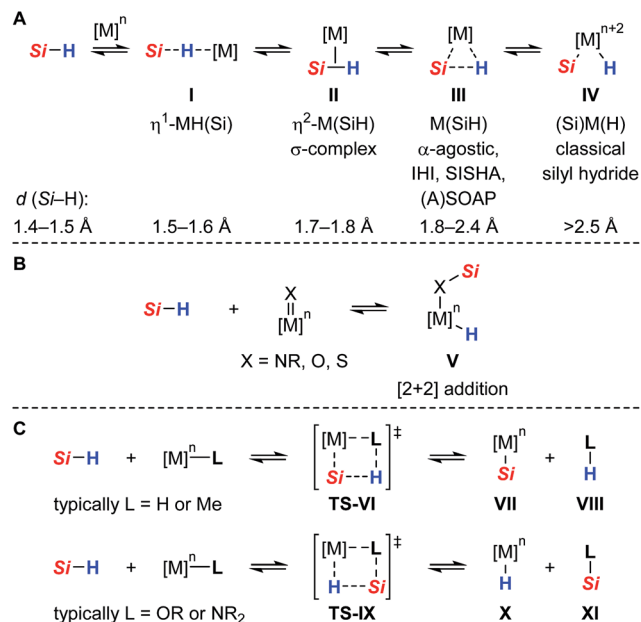 A
Si–H [M]ⁿ Si--H--[M] [M] Si–H [M] Si---H [M]ⁿ⁺² Si H
I II III IV
η¹-MH(Si) η²-M(SiH) M(SiH) (Si)M(H)
σ-complex α-agostic, classical
IHI, SISHA, silyl hydride
(A)SOAP
d (Si–H):
1.4–1.5 Å 1.5–1.6 Å 1.7–1.8 Å 1.8–2.4 Å >2.5 Å
B
Si–H + X [M]ⁿ X Si [M]ⁿ H
X = NR, O, S V
[2+2] addition
C
Si–H + [M]ⁿ–L [M]--L Si---H ‡ [M]ⁿ Si + L H
typically L = H or Me TS-VI VII VIII
Si–H + [M]ⁿ–L [M]--L H---Si ‡ [M]ⁿ H + L Si
typically L = OR or NR₂ TS-IX X XI